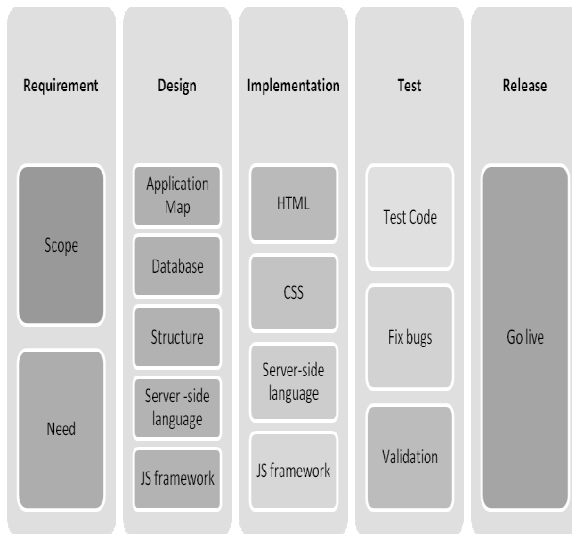 Requirement
Scope
Need
Design
Application
Map
Database
Structure
Server -side
language
JS framework
Implementation
HTML
CSS
Server-side
language
JS framework
Test
Test Code
Fix bugs
Validation
Release
Go live